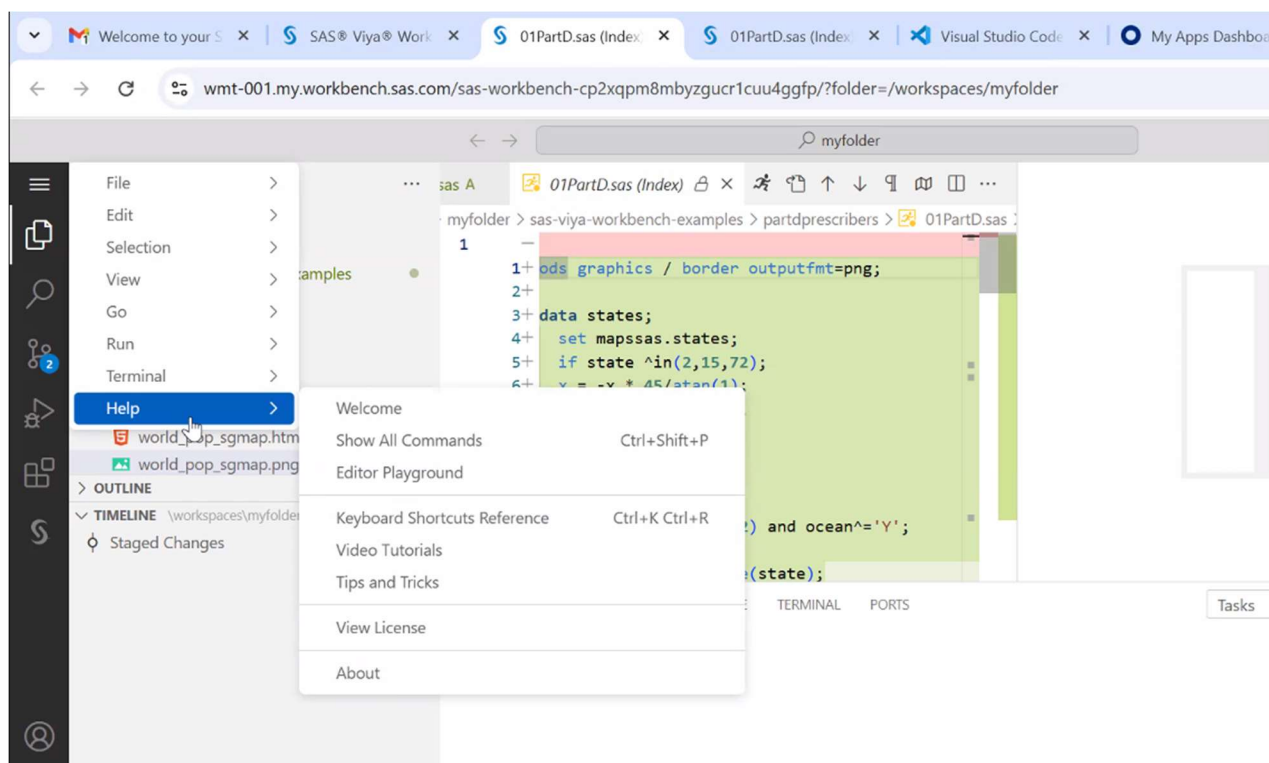 Welcome to your S
SAS® Viya® Work
01PartD.sas (Index)
01PartD.sas (Index)
Visual Studio Code
My Apps Dashboa
wmt-001.my.workbench.sas.com/sas-workbench-cp2xqpm8mbyzgucr1cuu4ggfp/?folder=/workspaces/myfolder
myfolder
File
Edit
Selection
View
Go
Run
Terminal
Help
amples
world_pop_sgmap.htm
world_pop_sgmap.png
OUTLINE
TIMELINE \workspaces\myfolder
Staged Changes
2
sas A
01PartD.sas (Index)
myfolder > sas-viya-workbench-examples > partdprescribers > 01PartD.sas
1 —
1+ ods graphics / border outputfmt=png;
2+
3+ data states;
4+ set mapssas.states;
5+ if state ^in(2,15,72);
6+ x = -x * 45/atan(1);
2) and ocean^='Y';
(state);
Welcome
Show All Commands Ctrl+Shift+P
Editor Playground
Keyboard Shortcuts Reference Ctrl+K Ctrl+R
Video Tutorials
Tips and Tricks
View License
About
TERMINAL PORTS
Tasks